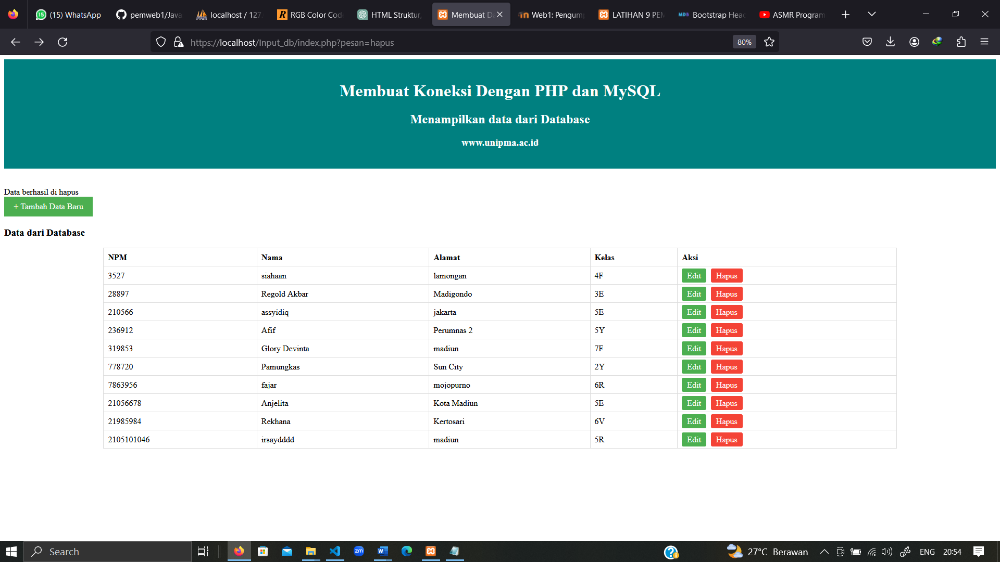 (15) WhatsApp pemweb1/Java localhost / 127. RGB Color Cod HTML Struktur, Membuat Da Web1: Pengump LATIHAN 9 PEM Bootstrap Head ASMR Program
https://localhost/Input_db/index.php?pesan=hapus 80%
Membuat Koneksi Dengan PHP dan MySQL
Menampilkan data dari Database
www.unipma.ac.id
Data berhasil di hapus
+ Tambah Data Baru
Data dari Database
NPM Nama Alamat Kelas Aksi
3527 siahaan lamongan 4F Edit Hapus
28897 Regold Akbar Madigondo 3E Edit Hapus
210566 assyidiq jakarta 5E Edit Hapus
236912 Afif Perumnas 2 5Y Edit Hapus
319853 Glory Devinta madiun 7F Edit Hapus
778720 Pamungkas Sun City 2Y Edit Hapus
7863956 fajar mojopurno 6R Edit Hapus
21056678 Anjelita Kota Madiun 5E Edit Hapus
21985984 Rekhana Kertosari 6V Edit Hapus
2105101046 irsaydddd madiun 5R Edit Hapus
Search 27°C Berawan ENG 20:54